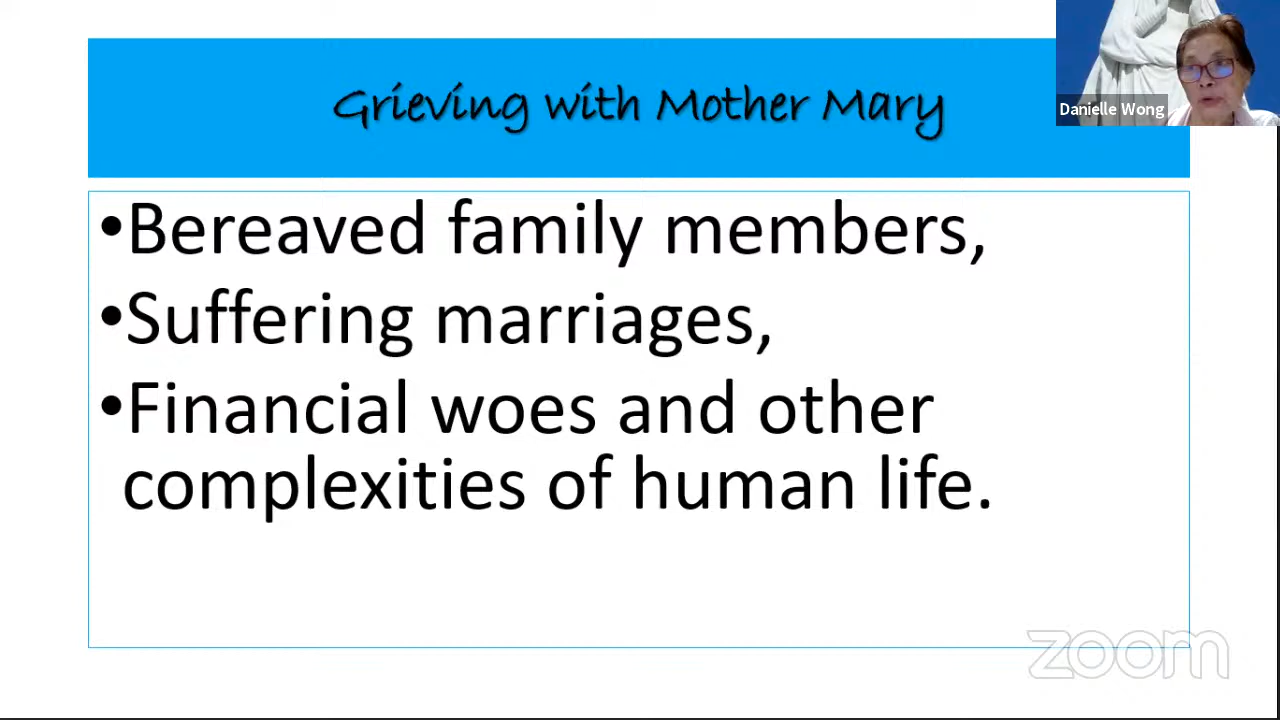 Grieving with Mother Mary
Danielle Wong
•Bereaved family members,
•Suffering marriages,
•Financial woes and other
complexities of human life.
zoom